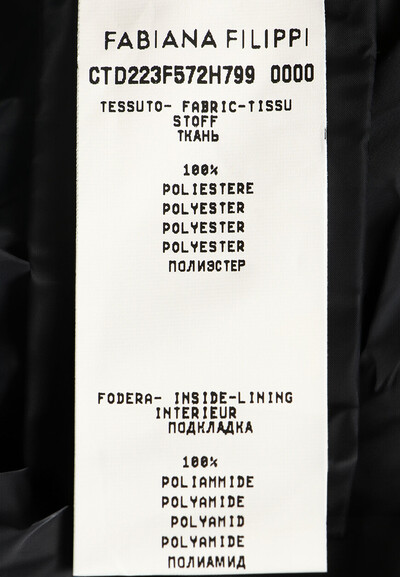 FABIANA FILIPPI
CTD223F572H799 0000
TESSUTO- FABRIC-TISSU
STOFF
ТКАНЬ
100%
POLIESTERE
POLYESTER
POLYESTER
POLYESTER
ПОЛИЭСТЕР
FODERA- INSIDE-LINING
INTERIEUR
ПОДКЛАДКА
100%
POLIAMMIDE
POLYAMIDE
POLYAMID
POLYAMIDE
ПОЛИАМИД